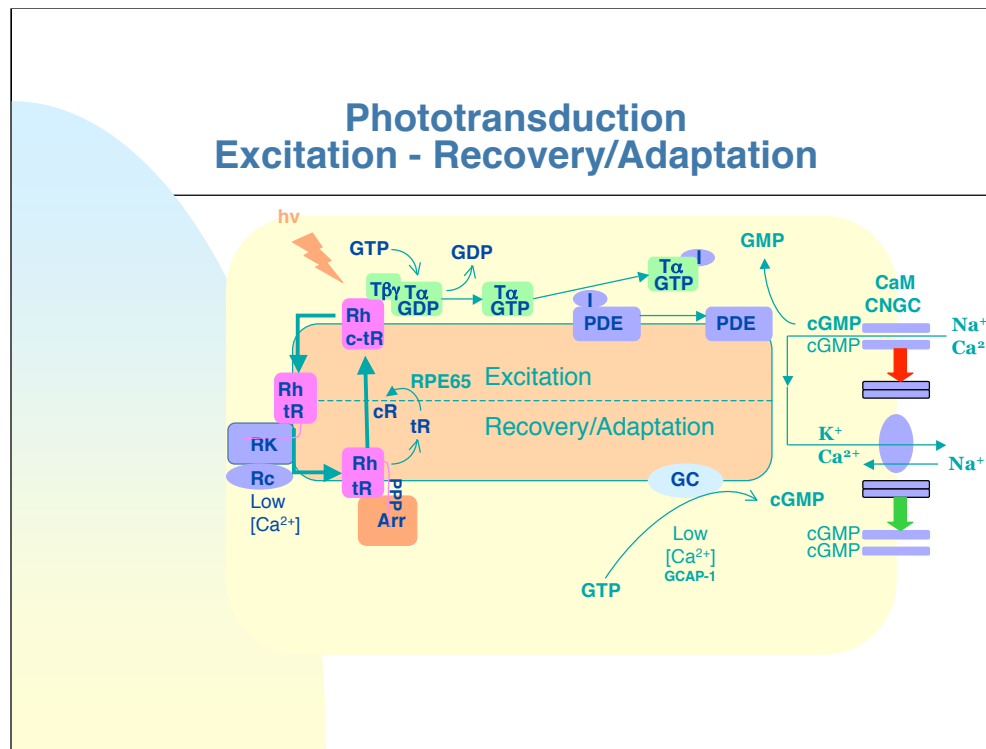 Phototransduction
Excitation - Recovery/Adaptation
hv
GTP
GDP
Tβγ
Tα
GDP
Tα
GTP
Tα
GTP
I
I
PDE
PDE
GMP
CaM
CNGC
cGMP
cGMP
Na⁺
Ca²
Rh
c-tR
Rh
tR
RPE65
Excitation
cR
tR
Recovery/Adaptation
RK
Rc
Low
[Ca²⁺]
Rh
tR
PPP
Arr
GC
cGMP
Low
[Ca²⁺]
GCAP-1
GTP
K⁺
Ca²⁺
Na⁺
cGMP
cGMP